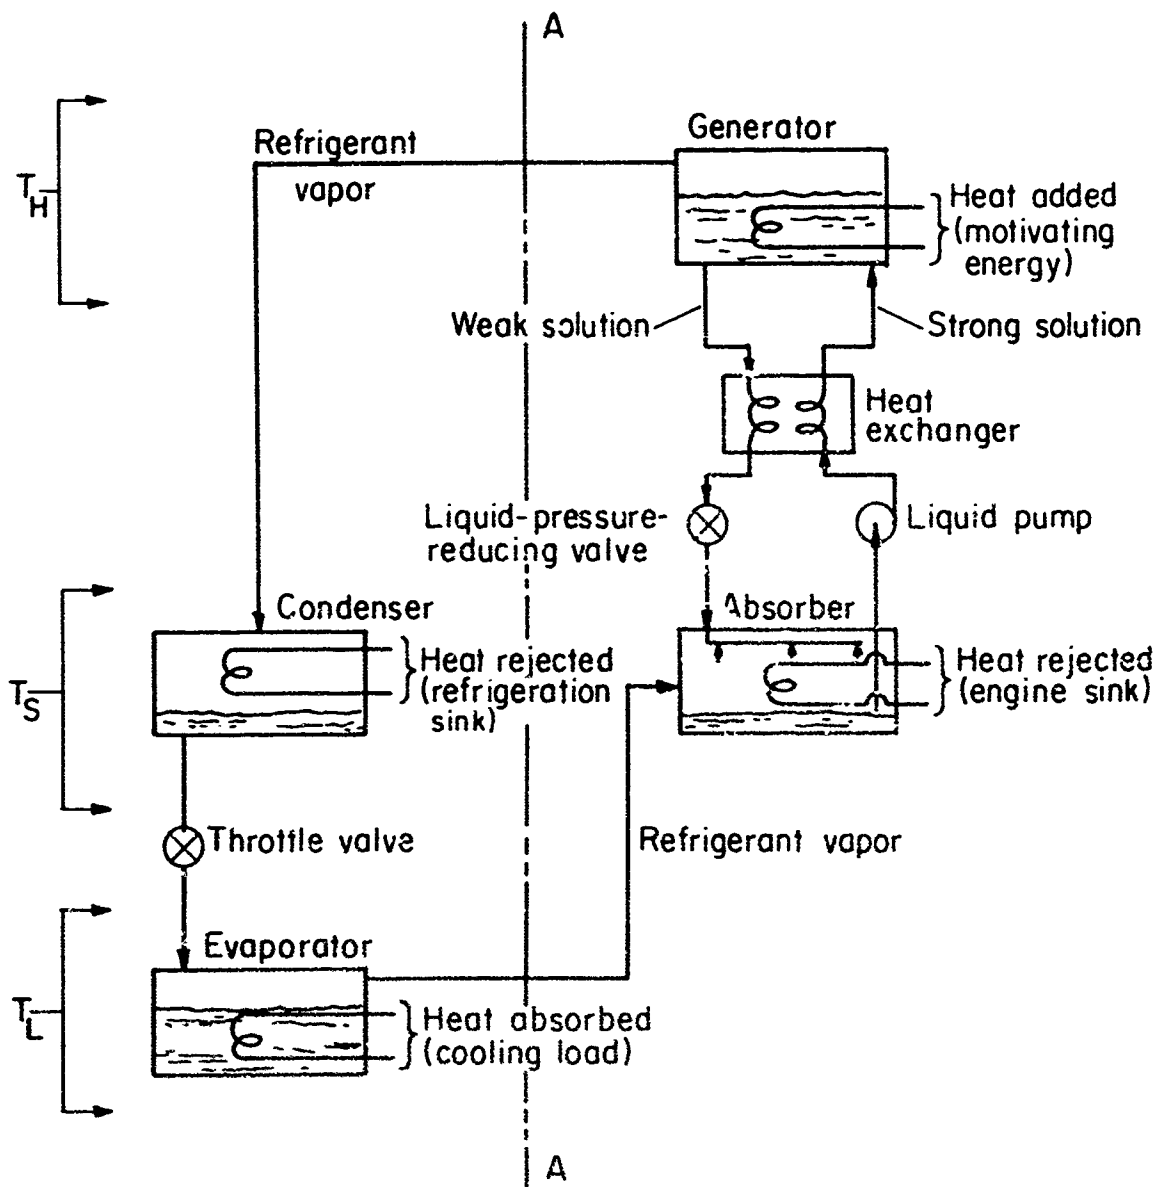 A
Refrigerant
vapor
Generator
T_H
Heat added
(motivating
energy)
Weak solution
Strong solution
Heat
exchanger
Liquid-pressure-
reducing valve
Liquid pump
Condenser
Absorber
T_S
Heat rejected
(refrigeration
sink)
Heat rejected
(engine sink)
Throttle valve
Refrigerant vapor
Evaporator
T_L
Heat absorbed
(cooling load)
A